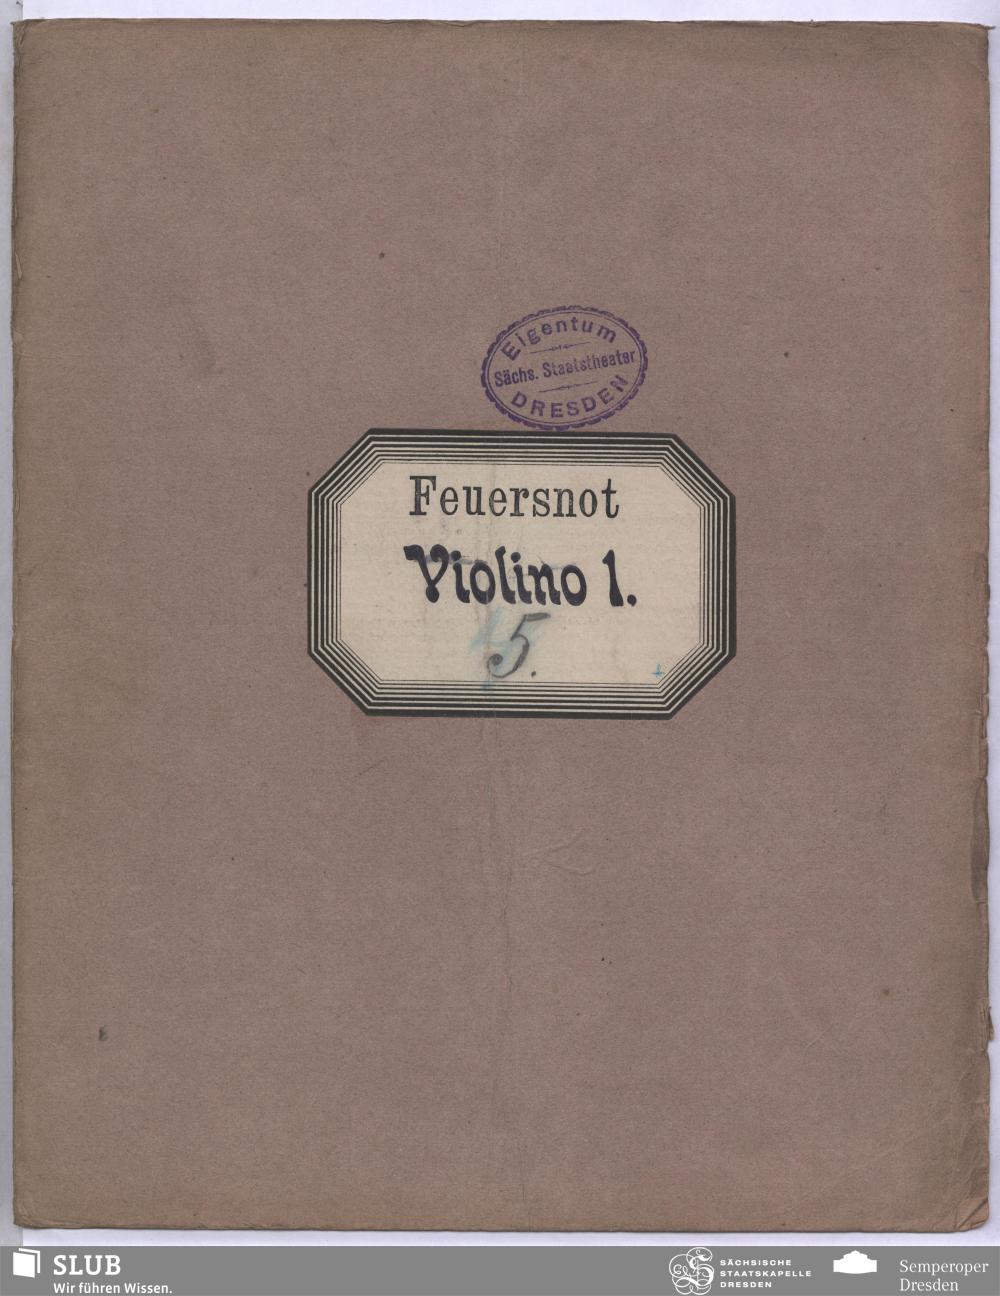 Eigentum
Sächs. Staatstheater
DRESDEN
Feuersnot
Violino 1.
5.
SLUB
Wir führen Wissen.
SÄCHSISCHE
STAATSKAPELLE
DRESDEN
Semperoper
Dresden